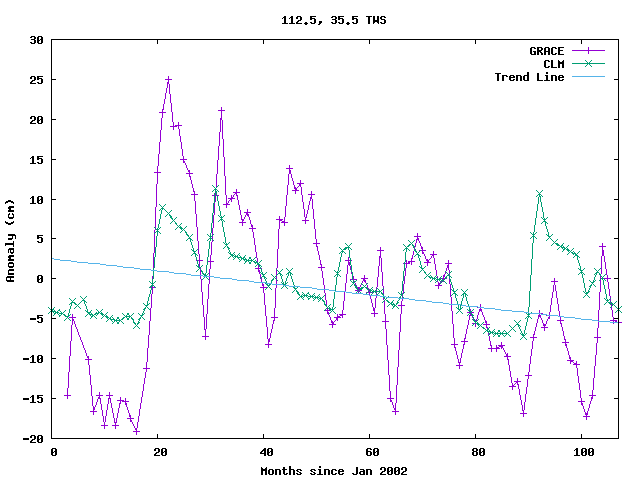 112.5, 35.5 TWS
GRACE
CLM
Trend Line
30
25
20
15
10
5
0
-5
-10
-15
-20
Anomaly (cm)
0 20 40 60 80 100
Months since Jan 2002